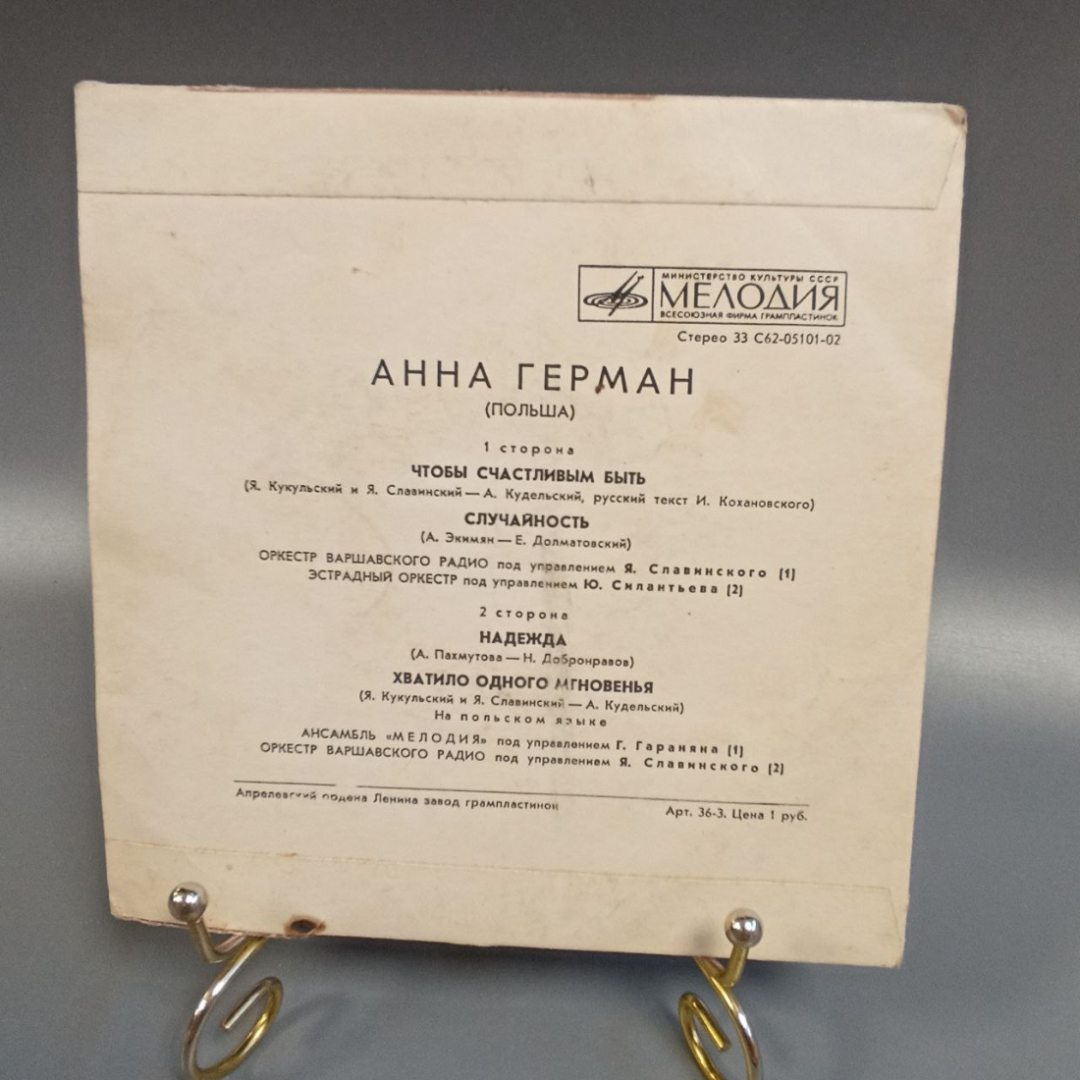 МИНИСТЕРСТВО КУЛЬТУРЫ СССР
МЕЛОДИЯ
ВСЕСОЮЗНАЯ ФИРМА ГРАМПЛАСТИНОК
Стерео 33 С62-05101-02
АННА ГЕРМАН
(ПОЛЬША)
1 сторона
ЧТОБЫ СЧАСТЛИВЫМ БЫТЬ
(Я. Кукульский и Я. Славинский — А. Кудельский, русский текст И. Кохановского)
СЛУЧАЙНОСТЬ
(А. Экимян — Е. Долматовский)
ОРКЕСТР ВАРШАВСКОГО РАДИО под управлением Я. Славинского (1)
ЭСТРАДНЫЙ ОРКЕСТР под управлением Ю. Силантьева (2)
2 сторона
НАДЕЖДА
(А. Пахмутова — Н. Добронравов)
ХВАТИЛО ОДНОГО МГНОВЕНЬЯ
(Я. Кукульский и Я. Славинский — А. Кудельский)
На польском языке
АНСАМБЛЬ «МЕЛОДИЯ» под управлением Г. Гараняна (1)
ОРКЕСТР ВАРШАВСКОГО РАДИО под управлением Я. Славинского (2)
Апрелевский ордена Ленина завод грампластинок
Арт. 36-3. Цена 1 руб.